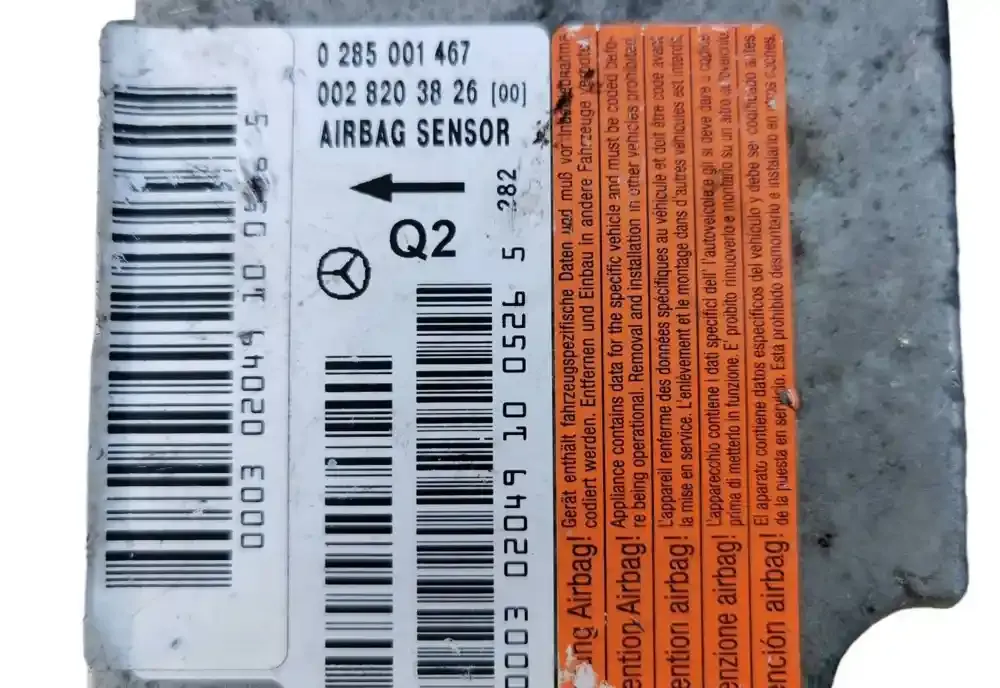 0 285 001 467
002 820 38 26 [00]
AIRBAG SENSOR
282
Q2
0003 02049 10 0526 5
0003 02049 10 05 6 5
ng Airbag!
Gerät enthält fahrzeugspezifische Daten und muß vor
codiert werden. Entfernen und Einbau in andere Fahrzeuge
ention Airbag!
Appliance contains data for the specific vehicle and must be coded befo-
re being operational. Removal and installation in other vehicles prohibited
ention airbag!
L'appareil renferme des données spécifiques au véhicule et doit être codé avant
la mise en service. L'enlèvement et le montage dans d'autres véhicules est interdit.
enzione airbag!
L'apparecchio contiene i dati specifici dell' l'autoveicolo e gli si deve dare il codice
prima di metterlo in funzione. E' proibito rimuoverlo e montarlo su un altro autoveicolo
ención airbag!
El aparato contiene datos específicos del vehículo y debe ser codificado antes
de la puesta en servicio. Está prohibido desmontarlo e instalarlo en otros coches.